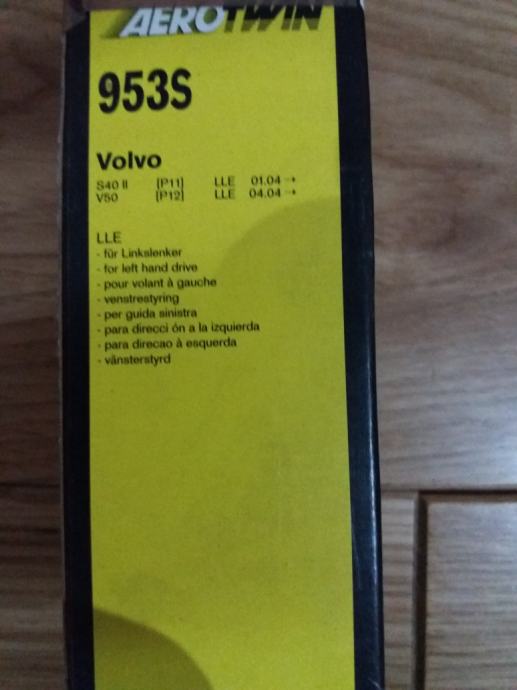 AEROTWIN
953S
Volvo
S40 II [P11] LLE 01.04 →
V50 [P12] LLE 04.04 →
LLE
- für Linkslenker
- for left hand drive
- pour volant à gauche
- venstrestyring
- per guida sinistra
- para direcci ón a la izquierda
- para direcao à esquerda
- vänsterstyrd